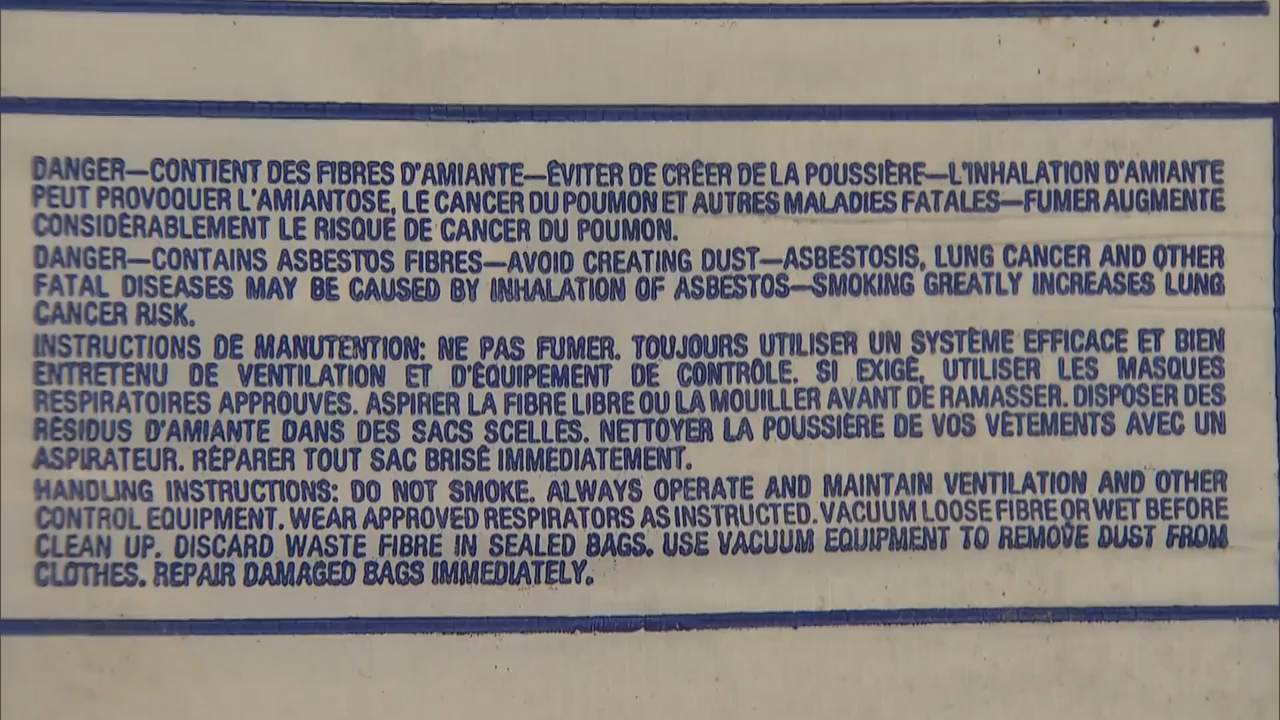 DANGER—CONTIENT DES FIBRES D'AMIANTE—ÉVITER DE CRÉER DE LA POUSSIÈRE—L'INHALATION D'AMIANTE
PEUT PROVOQUER L'AMIANTOSE, LE CANCER DU POUMON ET AUTRES MALADIES FATALES—FUMER AUGMENTE
CONSIDÉRABLEMENT LE RISQUE DE CANCER DU POUMON.
DANGER—CONTAINS ASBESTOS FIBRES—AVOID CREATING DUST—ASBESTOSIS, LUNG CANCER AND OTHER
FATAL DISEASES MAY BE CAUSED BY INHALATION OF ASBESTOS—SMOKING GREATLY INCREASES LUNG
CANCER RISK.
INSTRUCTIONS DE MANUTENTION: NE PAS FUMER. TOUJOURS UTILISER UN SYSTÈME EFFICACE ET BIEN
ENTRETENU DE VENTILATION ET D'ÉQUIPEMENT DE CONTRÔLE. SI EXIGÉ, UTILISER LES MASQUES
RESPIRATOIRES APPROUVÉS. ASPIRER LA FIBRE LIBRE OU LA MOUILLER AVANT DE RAMASSER. DISPOSER DES
RÉSIDUS D'AMIANTE DANS DES SACS SCELLÉS. NETTOYER LA POUSSIÈRE DE VOS VÊTEMENTS AVEC UN
ASPIRATEUR. RÉPARER TOUT SAC BRISÉ IMMÉDIATEMENT.
HANDLING INSTRUCTIONS: DO NOT SMOKE. ALWAYS OPERATE AND MAINTAIN VENTILATION AND OTHER
CONTROL EQUIPMENT. WEAR APPROVED RESPIRATORS AS INSTRUCTED. VACUUM LOOSE FIBRE OR WET BEFORE
CLEAN UP. DISCARD WASTE FIBRE IN SEALED BAGS. USE VACUUM EQUIPMENT TO REMOVE DUST FROM
CLOTHES. REPAIR DAMAGED BAGS IMMEDIATELY.